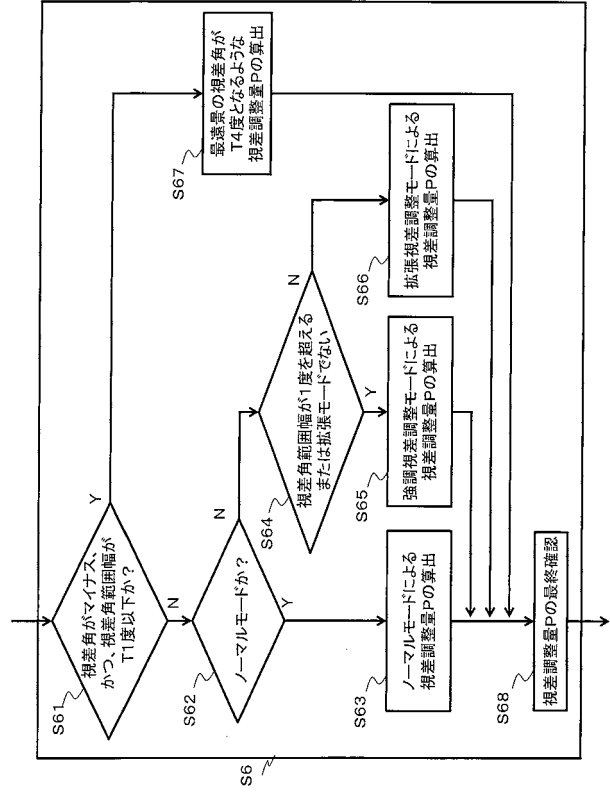 S6
S61
視差角がマイナス、
かつ、視差角範囲幅が
T1度以下か？
Y
N
S62
ノーマルモードか？
N
Y
S63
ノーマルモードによる
視差調整量Pの算出
S64
視差角範囲幅が1度を超える
または拡張モードでない
N
Y
S65
強調視差調整モードによる
視差調整量Pの算出
S66
拡張視差調整モードによる
視差調整量Pの算出
S67
最遠景の視差角が
T4度となるような
視差調整量Pの算出
S68
視差調整量Pの最終確認